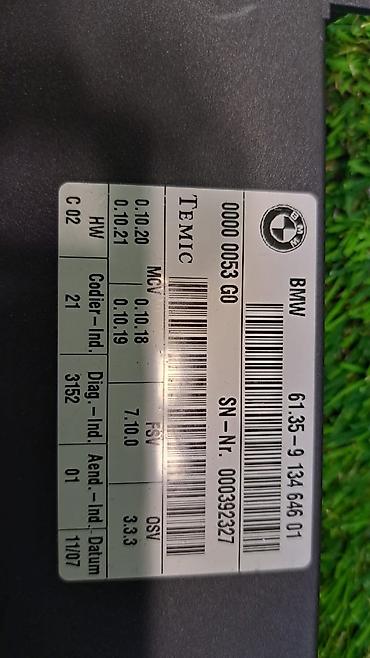 BMW 61.35-9 134 646 01
0000 0053 G0 SN-Nr. 000392327
TEMIC
MCV FSV OSV
0.10.20 0.10.18 7.10.0 3.3.3
0.10.21 0.10.19
HW Codier-Ind. Diag.-Ind. Aend.-Ind. Datum
C 02 21 3152 01 11/07